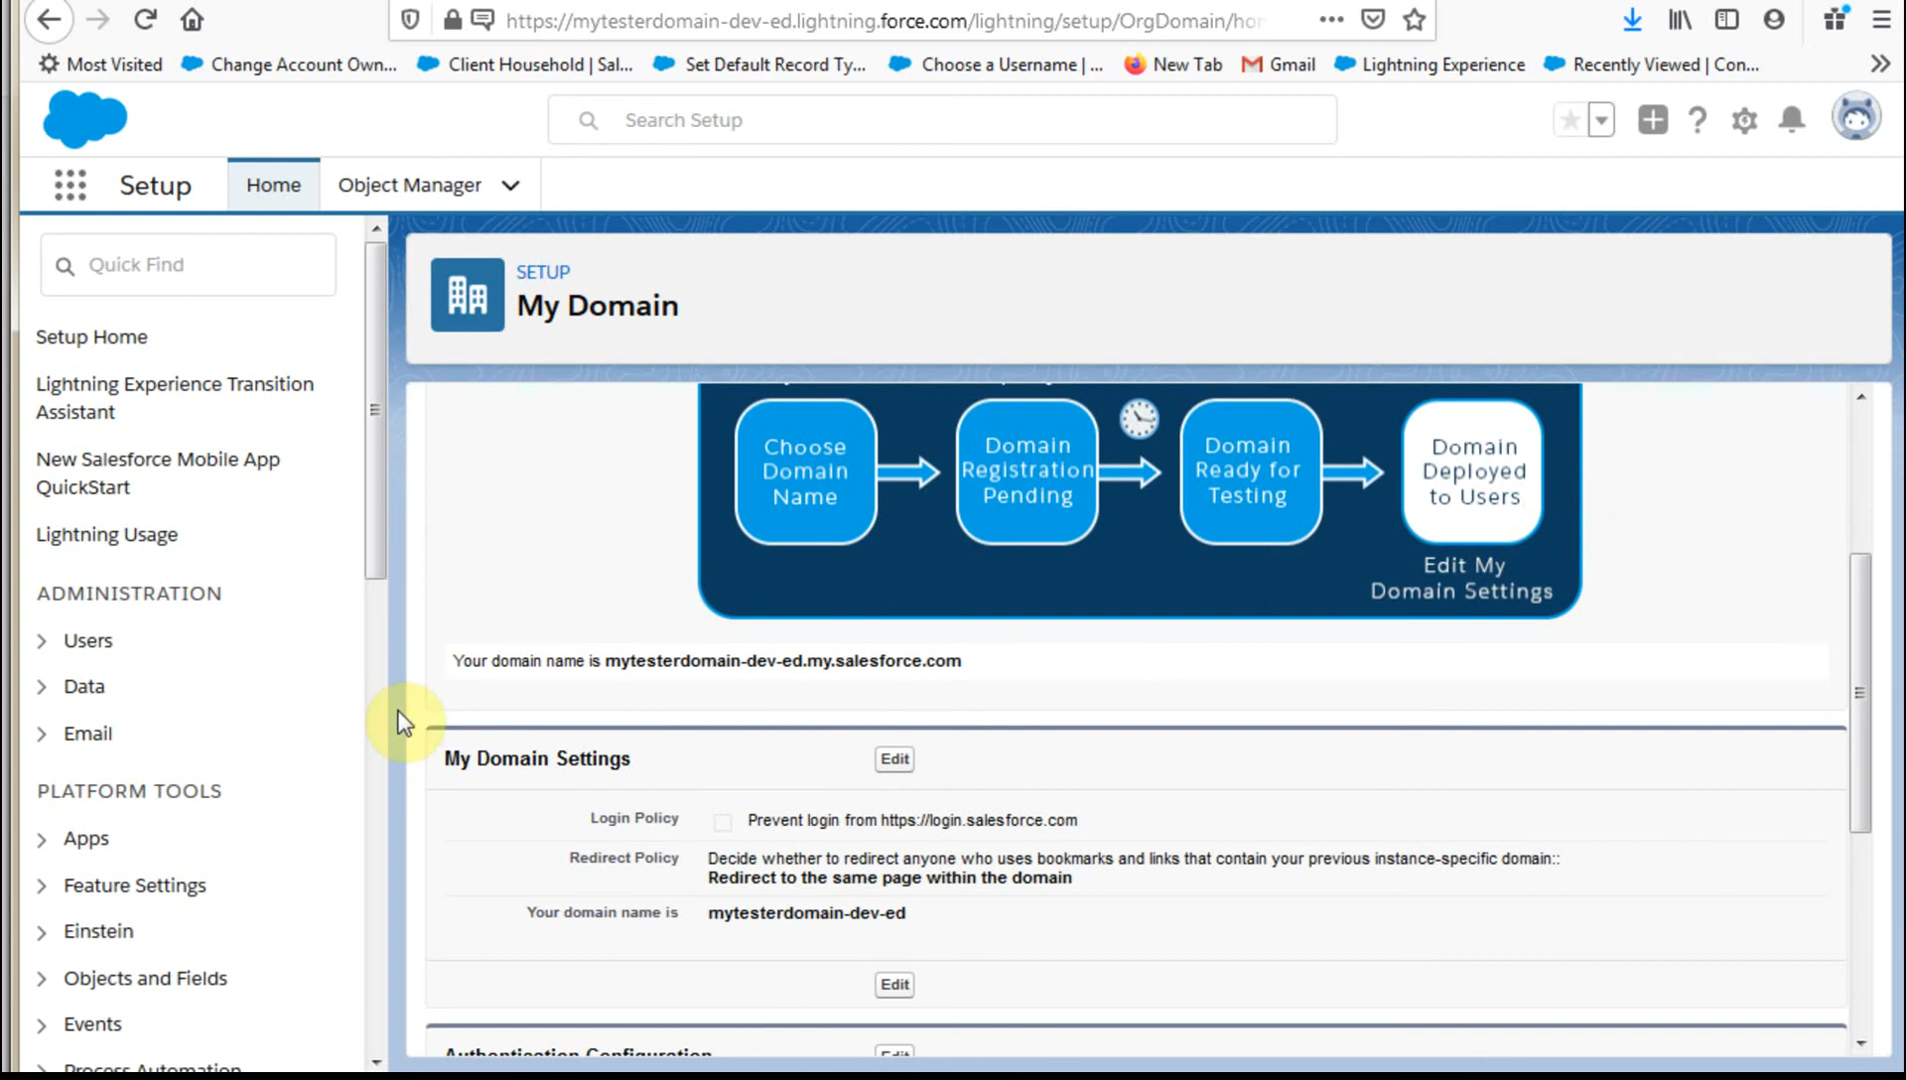 https://mytesterdomain-dev-ed.lightning.force.com/lightning/setup/OrgDomain/ho
Most Visited Change Account Own... Client Household | Sal... Set Default Record Ty... Choose a Username | ... New Tab Gmail Lightning Experience Recently Viewed | Con...
Search Setup
Setup Home Object Manager
Quick Find
Setup Home
Lightning Experience Transition
Assistant
New Salesforce Mobile App
QuickStart
Lightning Usage
ADMINISTRATION
Users
Data
Email
PLATFORM TOOLS
Apps
Feature Settings
Einstein
Objects and Fields
Events
Process Automation
SETUP
My Domain
Choose
Domain
Name
Domain
Registration
Pending
Domain
Ready for
Testing
Domain
Deployed
to Users
Edit My
Domain Settings
Your domain name is mytesterdomain-dev-ed.my.salesforce.com
My Domain Settings Edit
Login Policy Prevent login from https://login.salesforce.com
Redirect Policy Decide whether to redirect anyone who uses bookmarks and links that contain your previous instance-specific domain::
Redirect to the same page within the domain
Your domain name is mytesterdomain-dev-ed
Edit
Authentication Configuration Edit